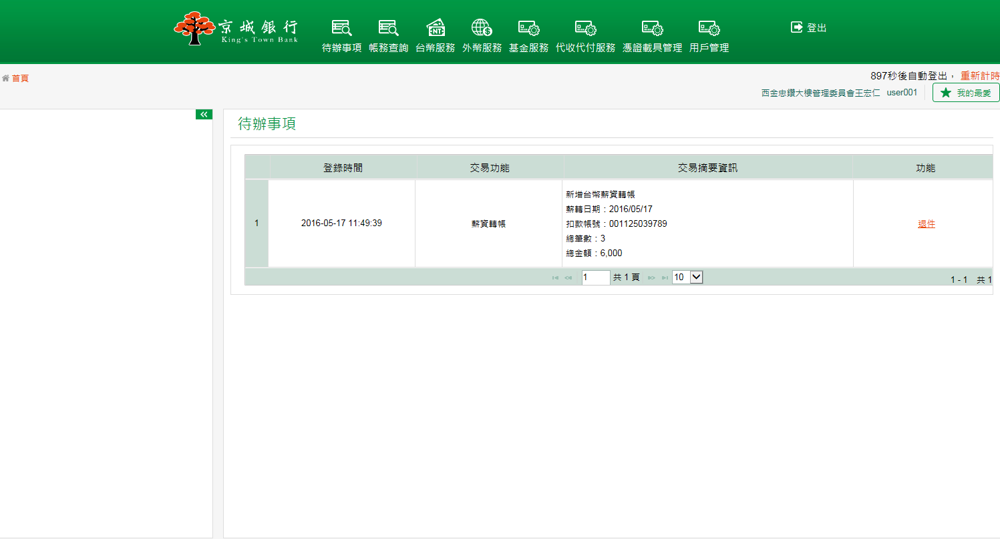 京城銀行
King's Town Bank
待辦事項 帳務查詢 台幣服務 外幣服務 基金服務 代收代付服務 憑證載具管理 用戶管理
NT
登出
首頁
897秒後自動登出， 重新計時
西金忠鑽大樓管理委員會王宏仁 user001 我的最愛
待辦事項
登錄時間 交易功能 交易摘要資訊 功能
1 2016-05-17 11:49:39 薪資轉帳
新增台幣薪資轉帳
薪轉日期：2016/05/17
扣款帳號：001125039789
總筆數：3
總金額：6,000
退件
1 共 1 頁 10
1 - 1 共 1